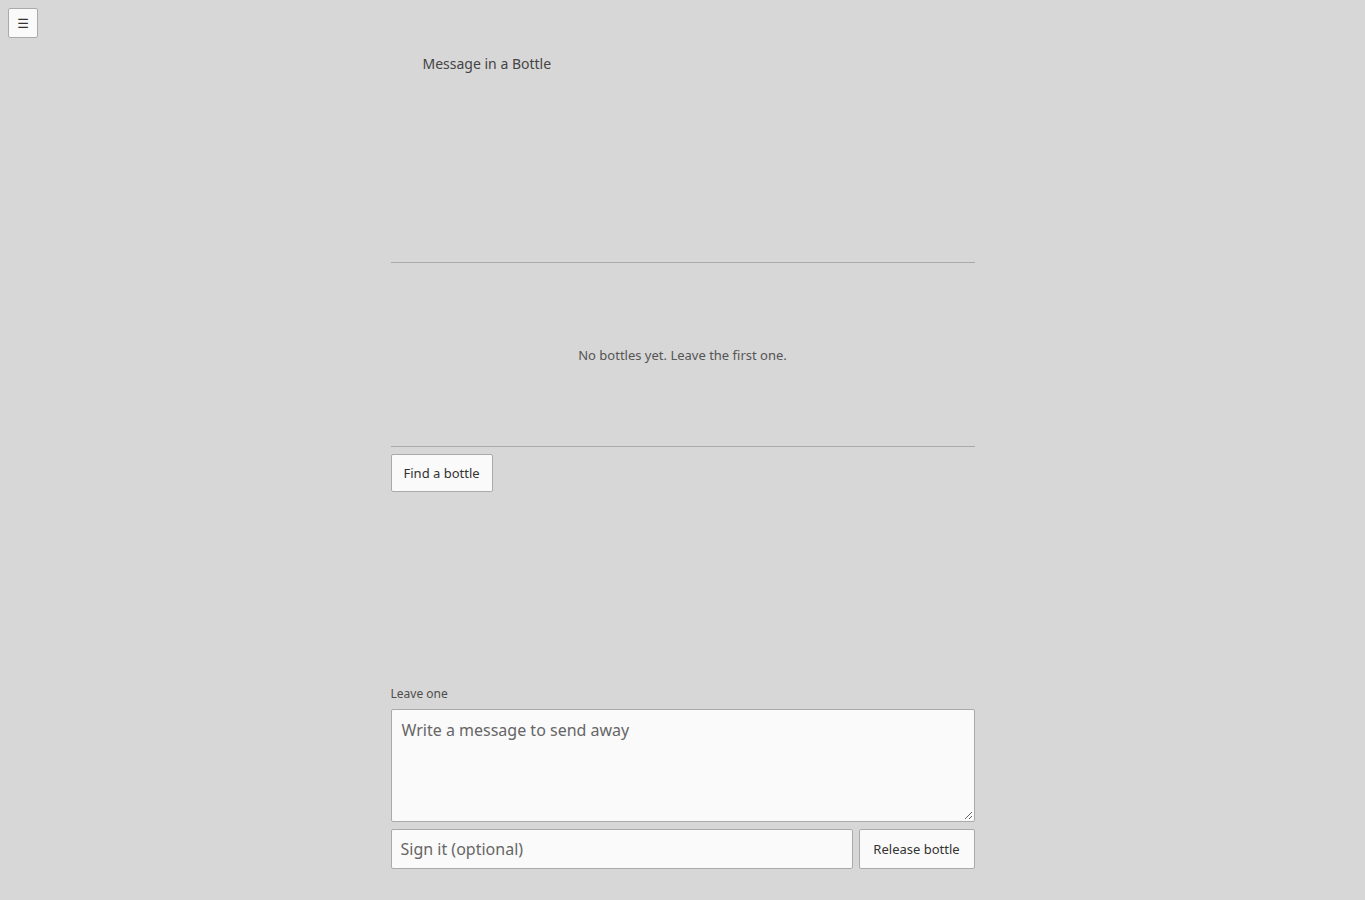 ☰
Message in a Bottle
No bottles yet. Leave the first one.
Find a bottle
Leave one
Write a message to send away
Sign it (optional)
Release bottle